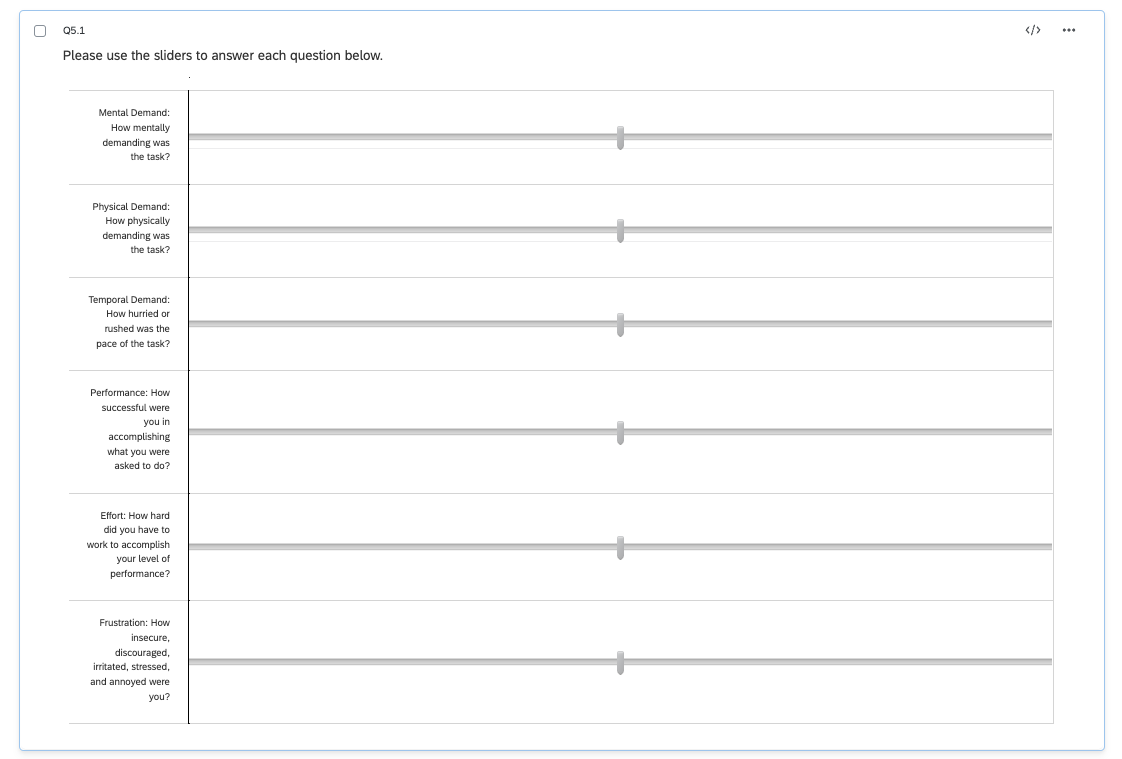 Q5.1
</>
•••
Please use the sliders to answer each question below.
.
Mental Demand:
How mentally
demanding was
the task?
Physical Demand:
How physically
demanding was
the task?
Temporal Demand:
How hurried or
rushed was the
pace of the task?
Performance: How
successful were
you in
accomplishing
what you were
asked to do?
Effort: How hard
did you have to
work to accomplish
your level of
performance?
Frustration: How
insecure,
discouraged,
irritated, stressed,
and annoyed were
you?